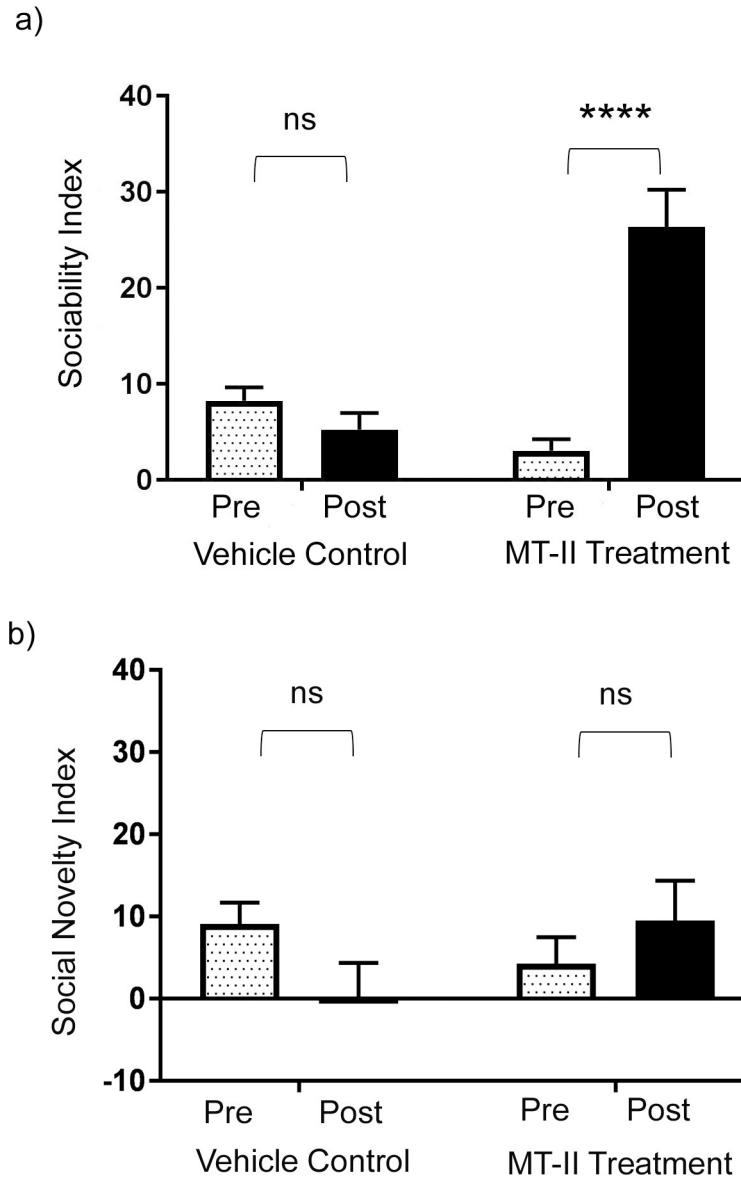 a)
Sociability Index
40
30
20
10
0
ns
****
Pre Post Pre Post
Vehicle Control MT-II Treatment
b)
Social Novelty Index
40
30
20
10
0
-10
ns ns
Pre Post Pre Post
Vehicle Control MT-II Treatment